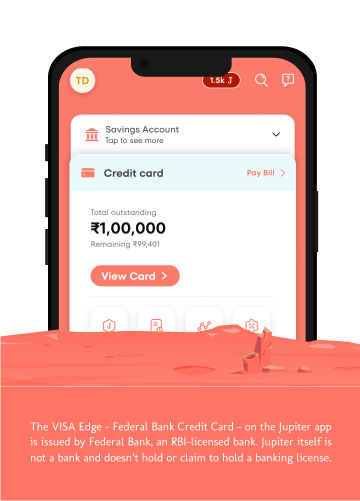 TD
1.5k J
Savings Account
Tap to see more
Credit card
Pay Bill
Total outstanding
₹1,00,000
Remaining ₹99,401
View Card
The VISA Edge - Federal Bank Credit Card - on the Jupiter app
is issued by Federal Bank, an RBI-licensed bank. Jupiter itself is
not a bank and doesn't hold or claim to hold a banking license.